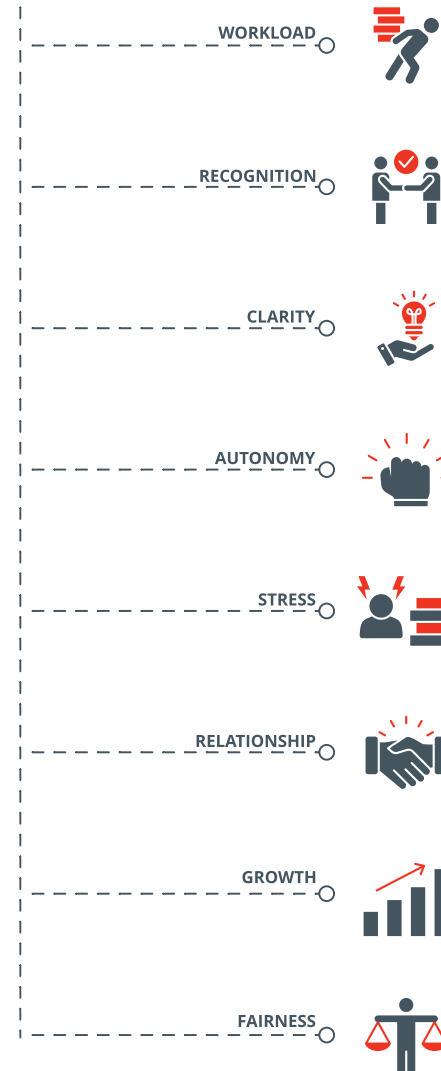 WORKLOAD
RECOGNITION
CLARITY
AUTONOMY
STRESS
RELATIONSHIP
GROWTH
FAIRNESS